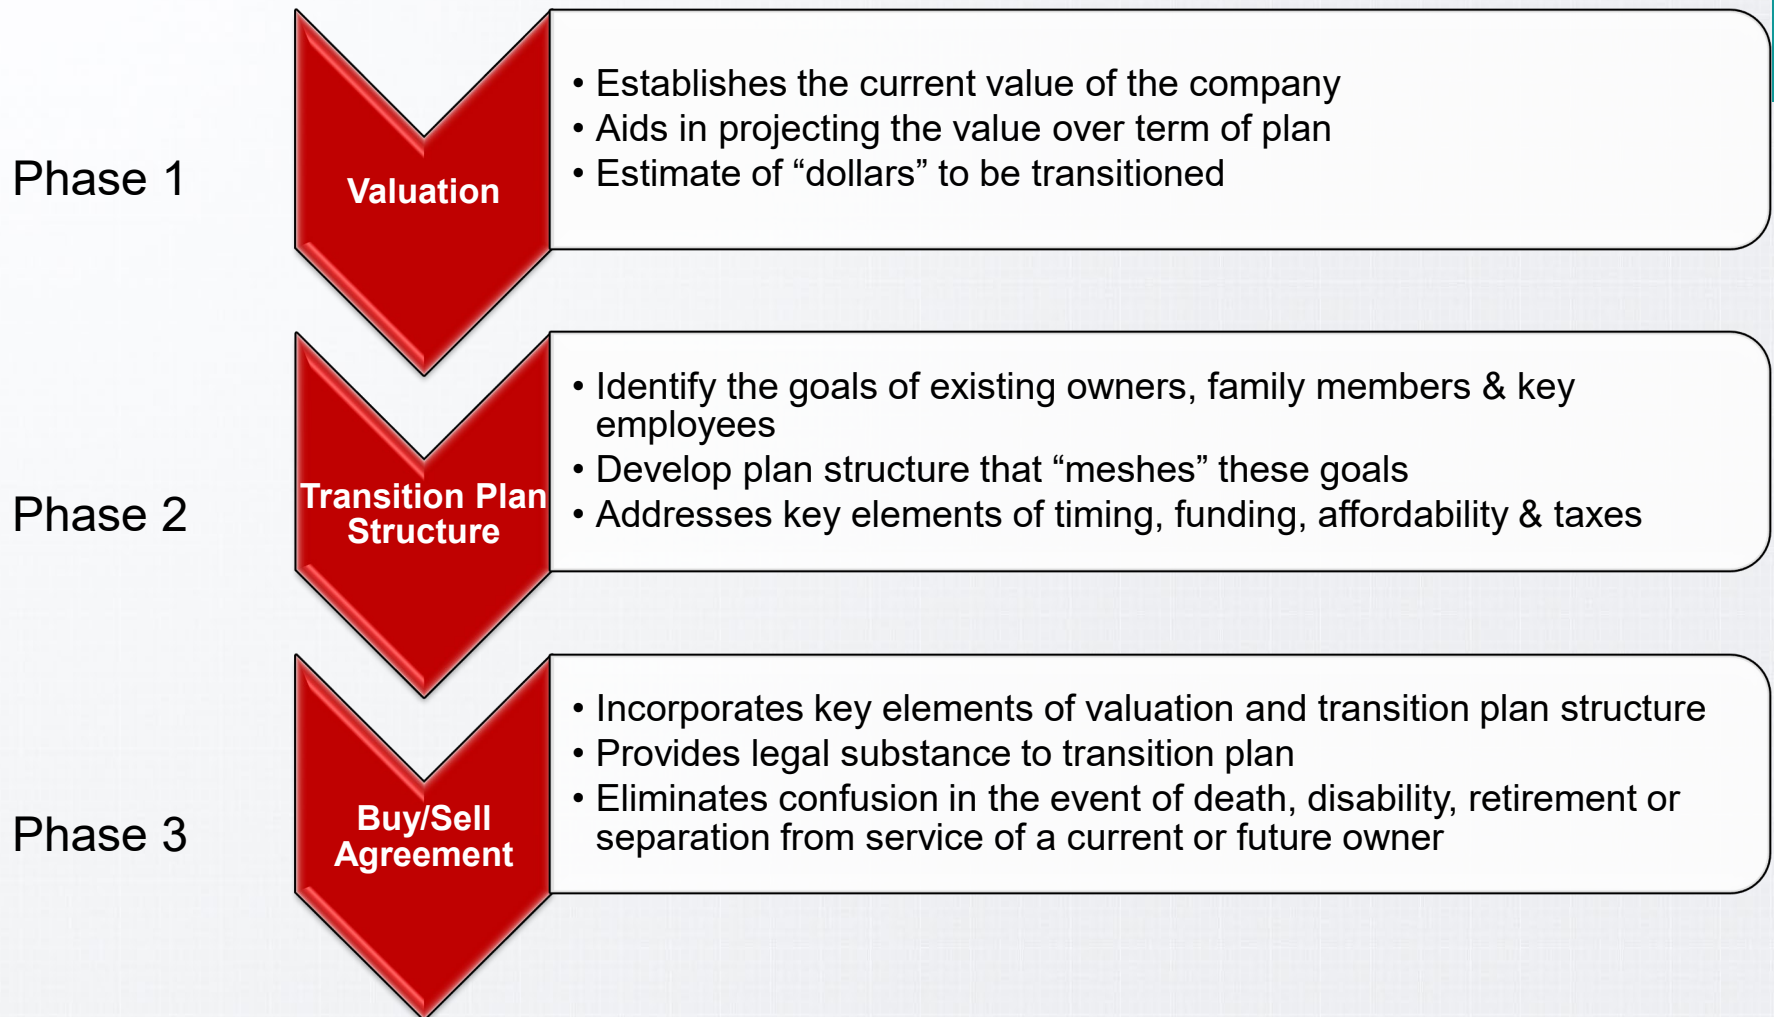 Phase 1
Valuation
• Establishes the current value of the company
• Aids in projecting the value over term of plan
• Estimate of “dollars” to be transitioned
Phase 2
Transition Plan
Structure
• Identify the goals of existing owners, family members & key
employees
• Develop plan structure that “meshes” these goals
• Addresses key elements of timing, funding, affordability & taxes
Phase 3
Buy/Sell
Agreement
• Incorporates key elements of valuation and transition plan structure
• Provides legal substance to transition plan
• Eliminates confusion in the event of death, disability, retirement or
separation from service of a current or future owner